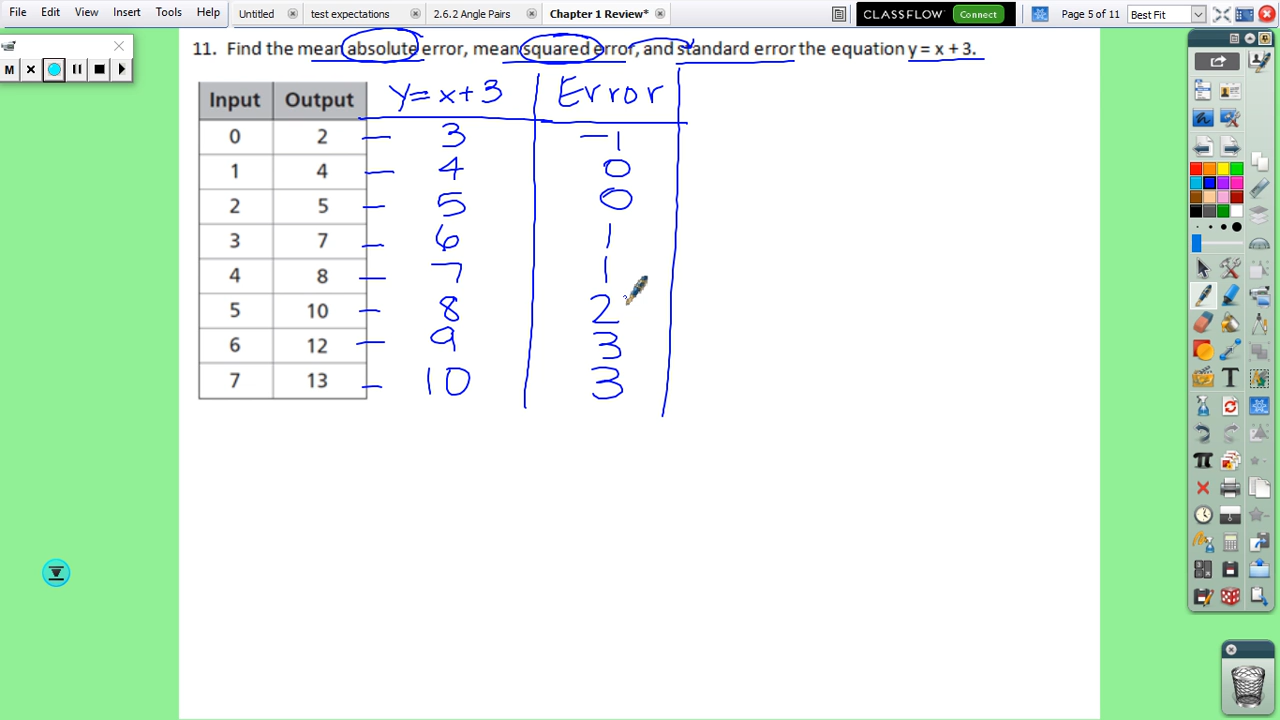 File Edit View Insert Tools Help Untitled test expectations 2.6.2 Angle Pairs Chapter 1 Review* CLASSFLOW Connect Page 5 of 11 Best Fit
M
11. Find the mean absolute error, mean squared error, and standard error the equation y = x + 3.
Input Output y = x + 3 Error
0 2 – 3 –1
1 4 – 4 0
2 5 – 5 0
3 7 – 6 1
4 8 – 7 1
5 10 – 8 2
6 12 – 9 3
7 13 – 10 3